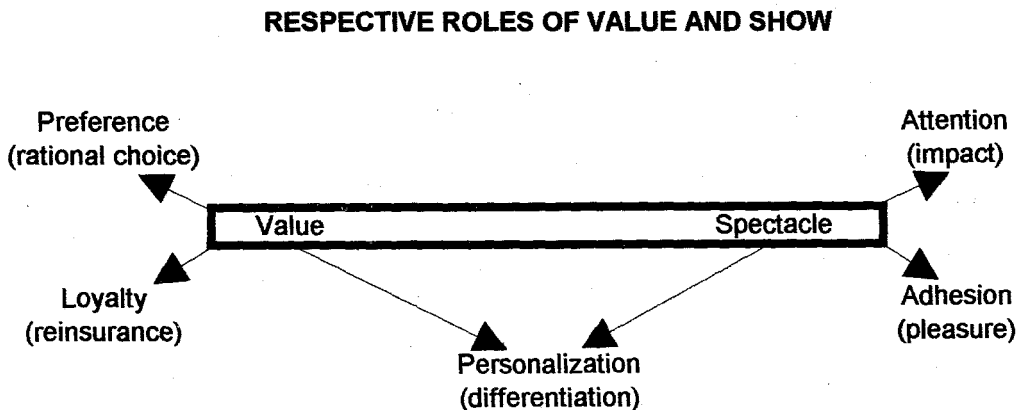 RESPECTIVE ROLES OF VALUE AND SHOW
Preference
(rational choice)
Attention
(impact)
Value
Spectacle
Loyalty
(reinsurance)
Adhesion
(pleasure)
Personalization
(differentiation)